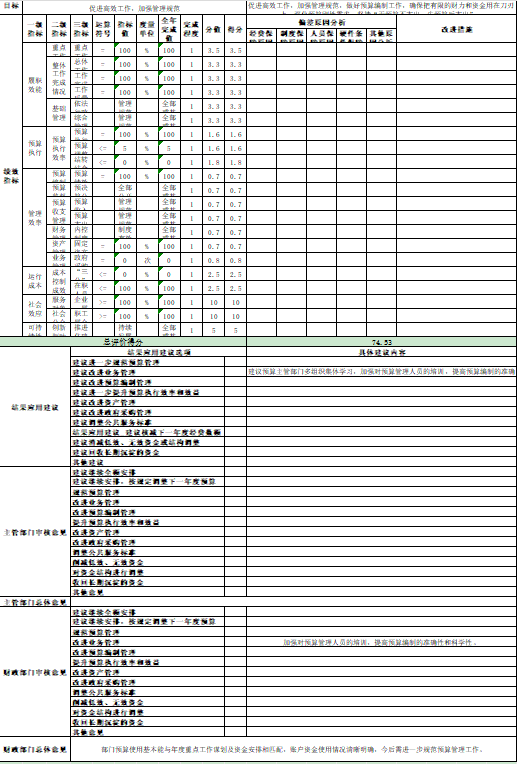 目标 促进高效工作，加强管理规范 促进高效工作，加强管理规范，做好预算编制工作，确保把有限的财力和资金用在刀刃
绩效指标
一级指标 二级指标 三级指标 运算符号 指标值 度量单位 全年完成值 完成程度 分值 得分 偏差原因分析 改进措施
经费保 制度保 人员保 硬件条 其他原
履职效能 重点 重点 = 100 % 100 1 3.5 3.5
整体工作完成情况 总体 = 100 % 100 1 3.3 3.3
工作 = 100 % 100 1 3.3 3.3
工作 = 100 % 100 1 3.3 3.3
基础管理 依法 管理 全部 1 3.3 3.3
综合 管理 全部 1 3.3 3.3
预算执行 预算执行效率 预算 = 100 % 100 1 1.6 1.6
预算 <= 5 % 5 1 1.6 1.6
结转 <= 0 % 0 1 1.8 1.8
管理效率 预算 预算 = 100 % 100 1 0.7 0.7
预算 预决 全部 全部 1 0.7 0.7
预算收支管理 预算 管理 全部 1 0.7 0.7
预算 管理 全部 1 0.7 0.7
财务 内控 制度 全部 1 0.7 0.7
资产 固定 = 100 % 100 1 0.7 0.7
业务 政府 = 0 次 0 1 0.8 0.8
运行成本 成本控制成效 “三 <= 0 % 0 1 2.5 2.5
在职 <= 100 % 100 1 2.5 2.5
社会效应 服务 企业 >= 100 % 100 1 10 10
社会 职工 >= 100 % 100 1 10 10
可持 创新 推进 持续 全部 1 5 5
总评价得分 74.53
结果应用建议 结果应用建议选项 具体建议内容
建议进一步规范预算管理
建议改进业务管理 建议预算主管部门多组织集体学习，加强对预算管理人员的培训，提高预算编制的准确
建议改进预算编制管理
建议进一步提升预算执行效率和效益
建议改进资产管理
建议改进政府采购管理
建议调整公共服务标准
结果应用建议 建议核减下一年度经费数额
建议消减低效、无效资金或结构调整
建议回收长期沉淀的资金
其他建议
主管部门审核意见 建议继续全额安排
建议继续安排，按规定调整下一年度预算
规范预算管理
改进业务管理
改进预算编制管理
提升预算执行效率和效益
改进资产管理
改进政府采购管理
调整公共服务标准
削减低效、无效资金
对资金结构进行调整
收回长期沉淀的资金
其他意见
主管部门总体意见
财政部门审核意见 建议继续全额安排
建议继续安排，按规定调整下一年度预算
规范预算管理
改进业务管理 加强对预算管理人员的培训，提高预算编制的准确性和科学性。
改进预算编制管理
提升预算执行效率和效益
改进资产管理
改进政府采购管理
调整公共服务标准
削减低效、无效资金
对资金结构进行调整
收回长期沉淀的资金
其他意见
财政部门总体意见 部门预算使用基本能与年度重点工作谋划及资金安排相匹配，账户资金使用情况清晰明确，今后需进一步规范预算管理工作。